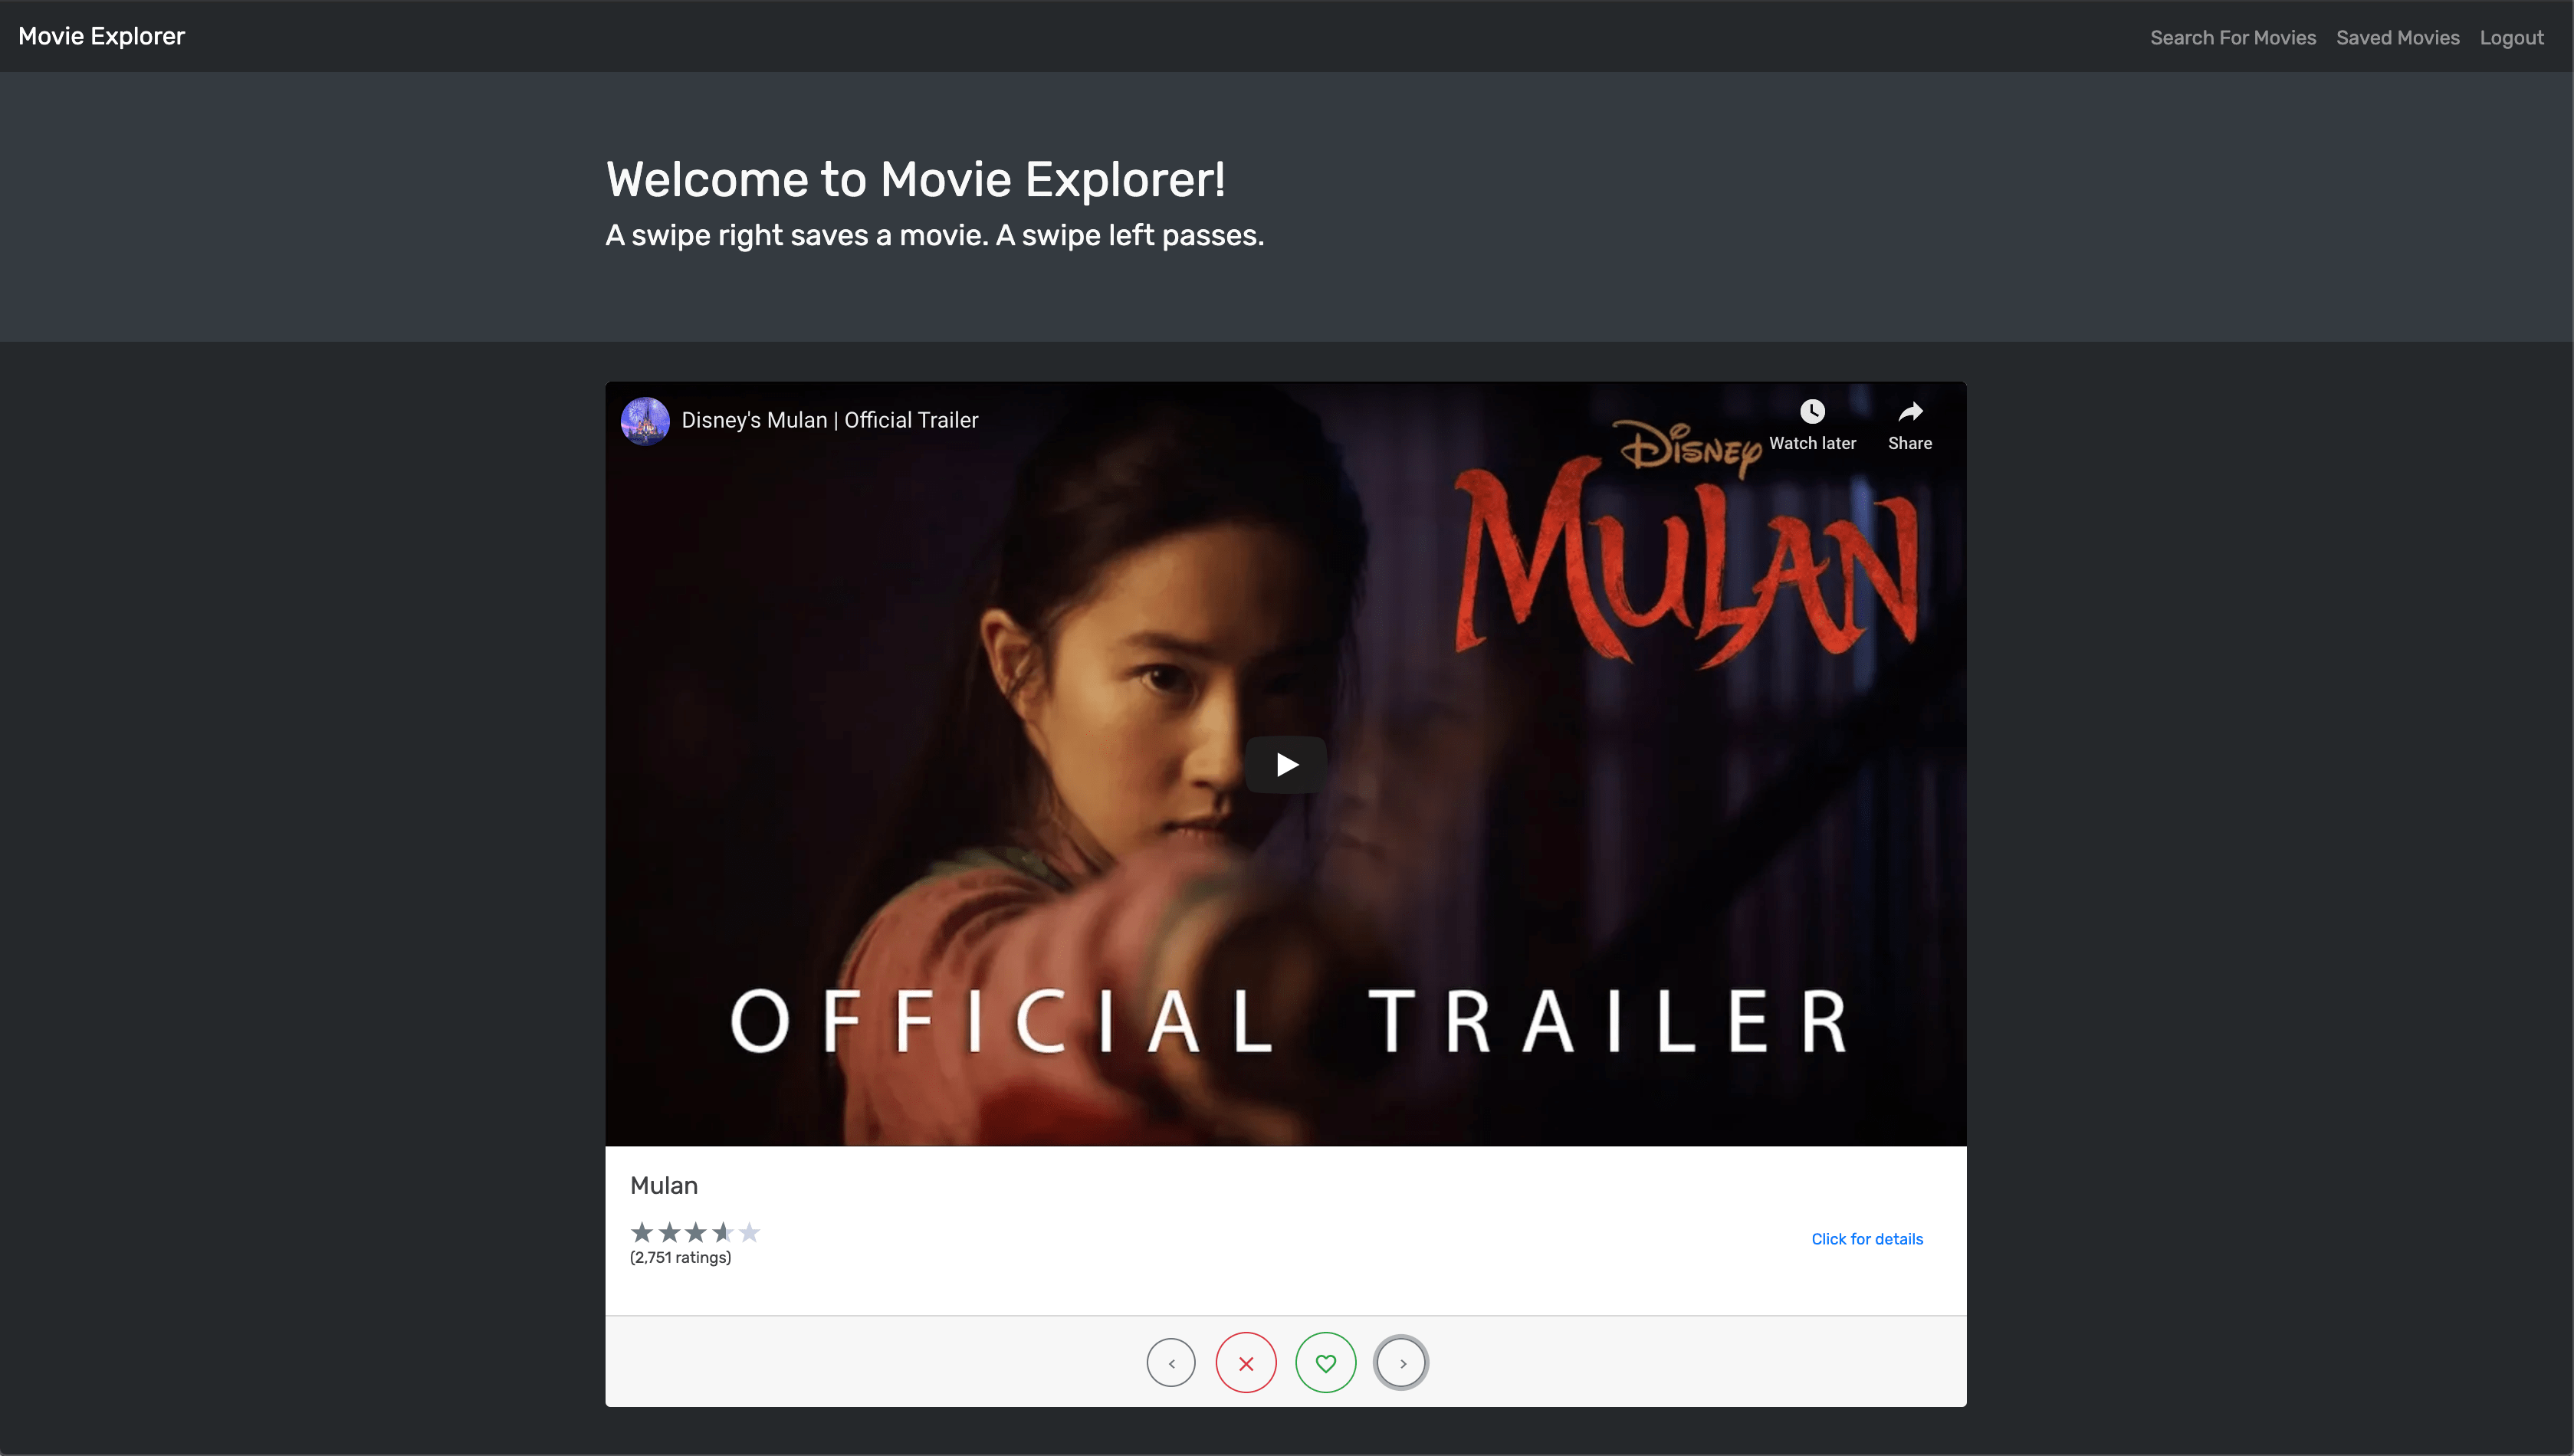 Movie Explorer
Search For Movies Saved Movies Logout
Welcome to Movie Explorer!
A swipe right saves a movie. A swipe left passes.
Disney's Mulan | Official Trailer
Watch later
Share
DISNEY
MULAN
OFFICIAL TRAILER
Mulan
(2,751 ratings)
Click for details